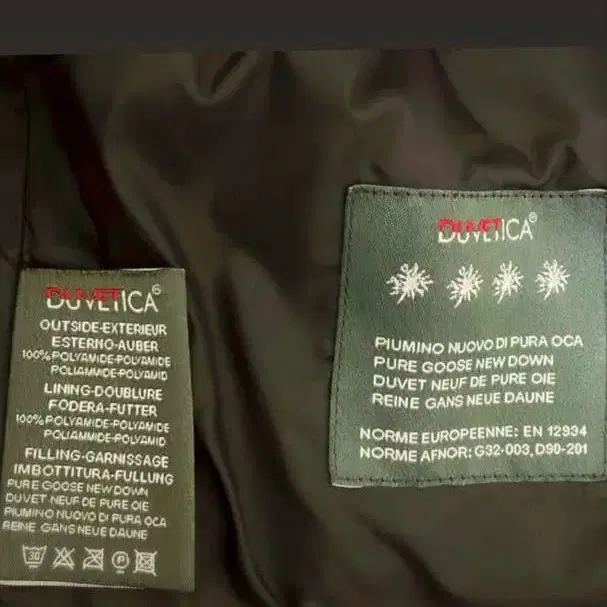 DUVETICA®
OUTSIDE-EXTERIEUR
ESTERNO-AUBER
100% POLYAMIDE-POLYAMID
POLIAMMIDE-POLYAMID
LINING-DOUBLURE
FODERA-FUTTER
100% POLYAMIDE-POLYAMID
POLIAMMIDE-POLYAMID
FILLING-GARNISSAGE
IMBOTTITURA-FULLUNG
PURE GOOSE NEW DOWN
DUVET NEUF DE PURE OIE
PIUMINO NUOVO DI PURA OCA
REINE GANS NEUE DAUNE
30 P
DUVETICA®
PIUMINO NUOVO DI PURA OCA
PURE GOOSE NEW DOWN
DUVET NEUF DE PURE OIE
REINE GANS NEUE DAUNE
NORME EUROPEENNE: EN 12934
NORME AFNOR: G32-003, D90-201